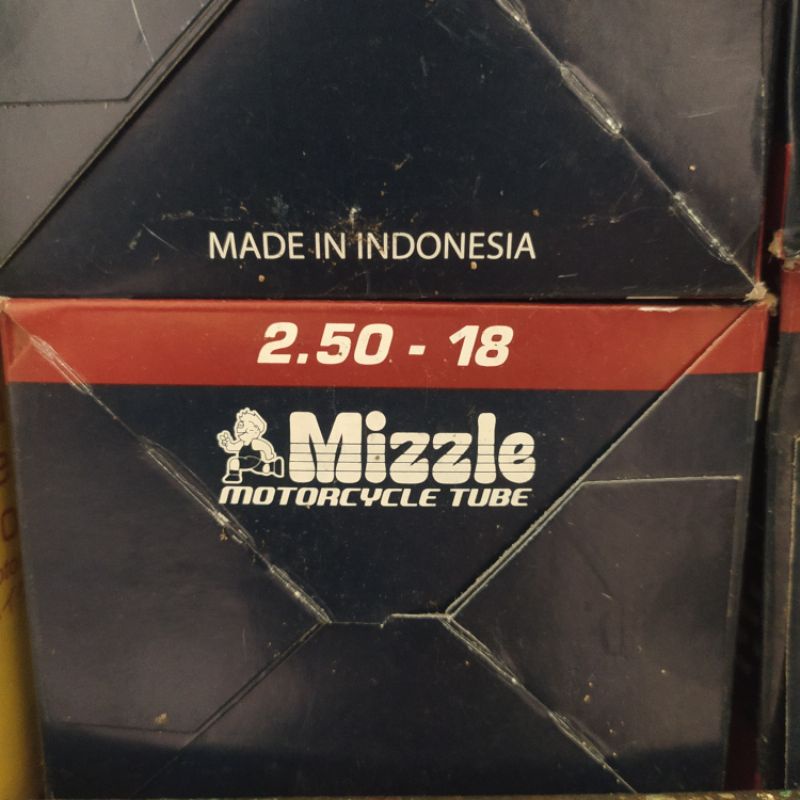 MADE IN INDONESIA
2.50 - 18
Mizzle
MOTORCYCLE TUBE